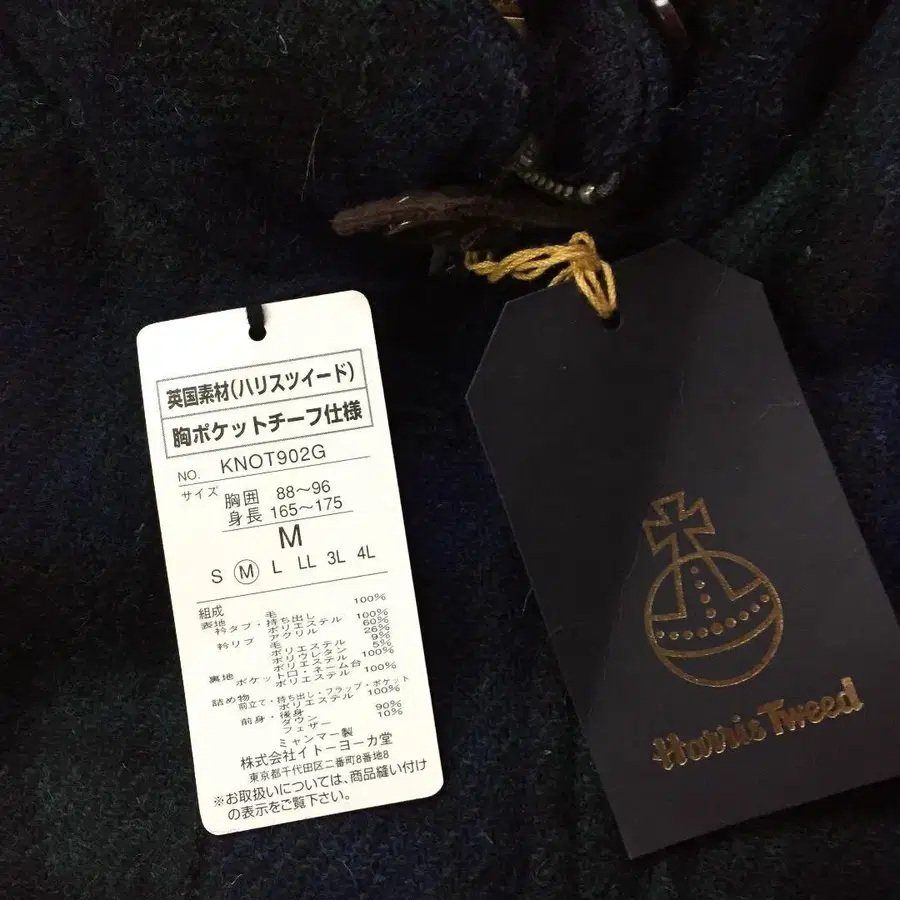 英国素材(ハリスツイード)
胸ポケットチーフ仕様
NO. KNOT902G
サイズ 胸囲 88~96
身長 165~175
M
S M L LL 3L 4L
組成
表地 毛 100%
衿タブ・持ち出し
ポリエステル 100%
衿リブ アクリル 60%
毛 26%
ポリエステル 9%
ポリウレタン 5%
裏地 ポリエステル 100%
ポケット口・ネーム台
ポリエステル 100%
詰め物
前立て・持ち出し・フラップ・ポケット
ポリエステル 100%
前身・後身
ダウン 90%
フェザー 10%
ミャンマー製
株式会社イトーヨーカ堂
東京都千代田区二番町8番地8
※お取扱いについては、商品縫い付け
の表示をご覧下さい。
Harris Tweed